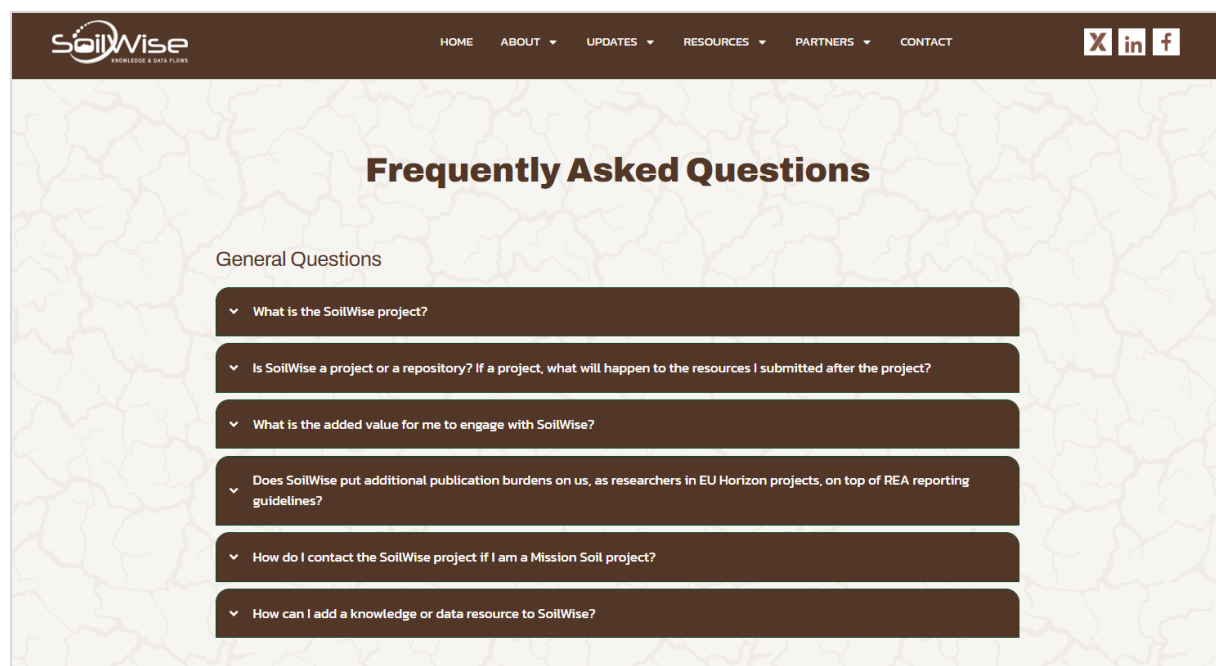 SoilWise
KNOWLEDGE & DATA FLOWS
HOME ABOUT UPDATES RESOURCES PARTNERS CONTACT
X in f
Frequently Asked Questions
General Questions
What is the SoilWise project?
Is SoilWise a project or a repository? If a project, what will happen to the resources I submitted after the project?
What is the added value for me to engage with SoilWise?
Does SoilWise put additional publication burdens on us, as researchers in EU Horizon projects, on top of REA reporting
guidelines?
How do I contact the SoilWise project if I am a Mission Soil project?
How can I add a knowledge or data resource to SoilWise?